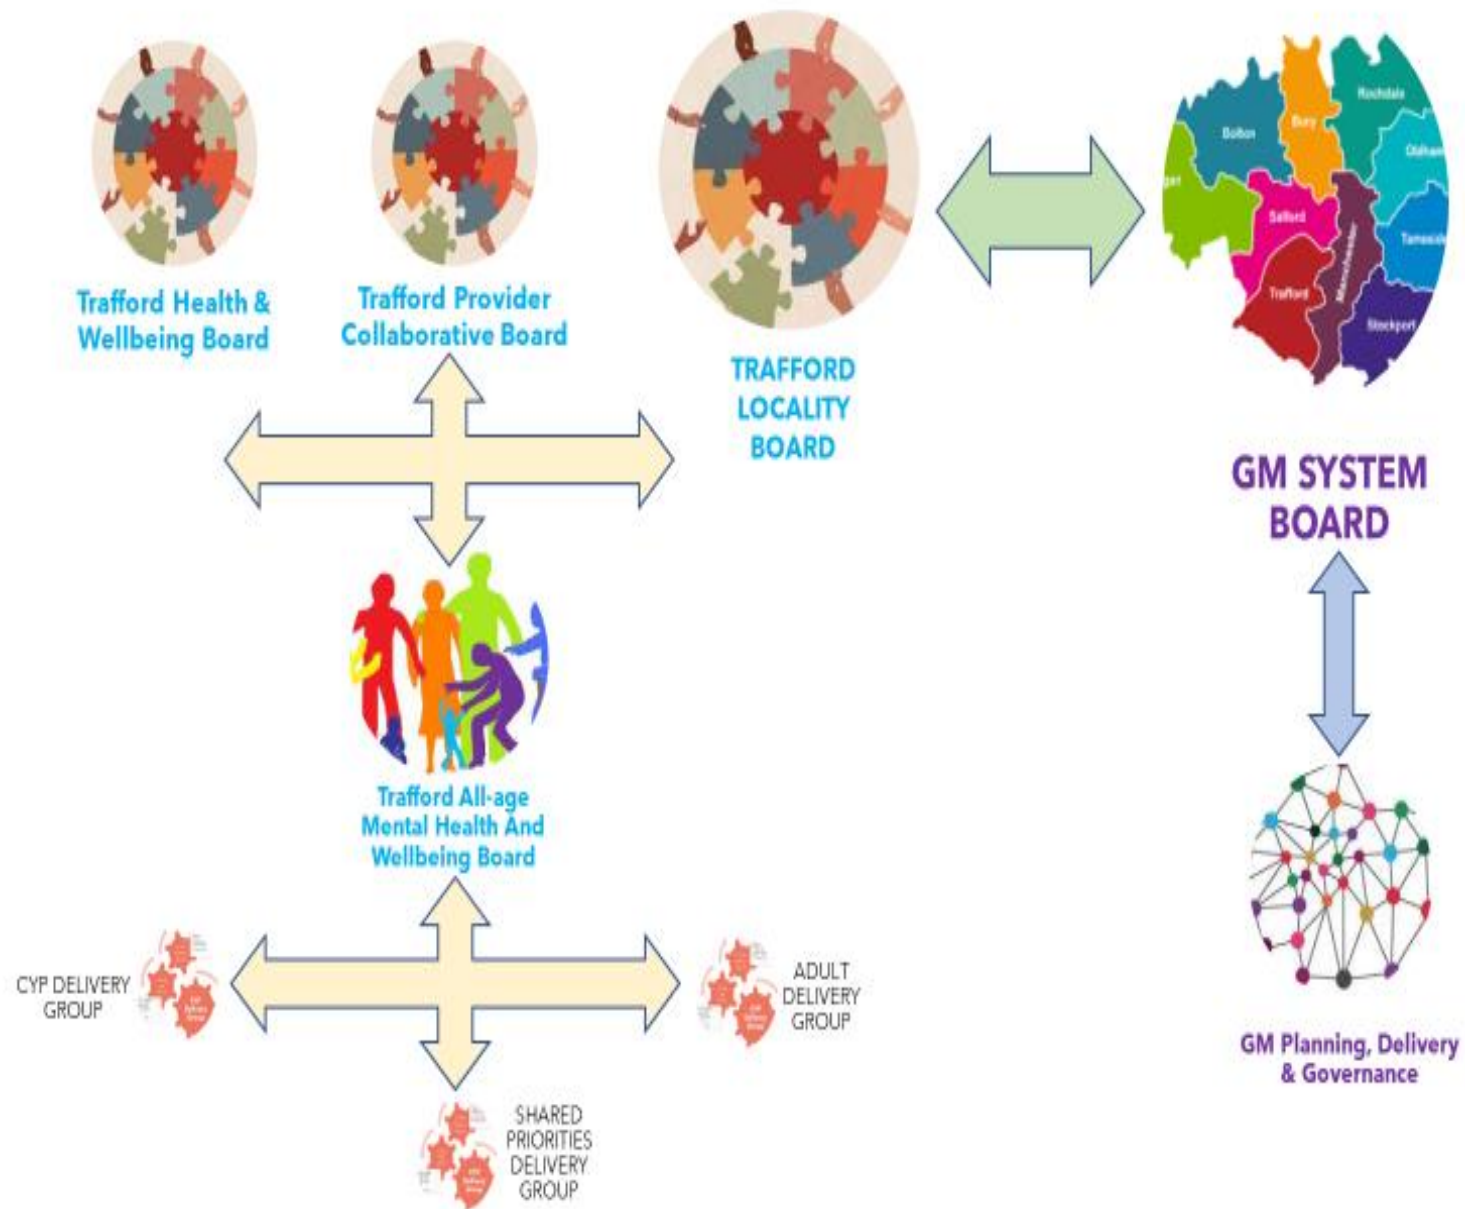 Trafford Health &
Wellbeing Board
Trafford Provider
Collaborative Board
TRAFFORD
LOCALITY
BOARD
Bolton
Bury
Rochdale
Oldham
Salford
Tameside
Trafford
Manchester
Stockport
GM SYSTEM
BOARD
Trafford All-age
Mental Health And
Wellbeing Board
CYP DELIVERY
GROUP
ADULT
DELIVERY
GROUP
SHARED
PRIORITIES
DELIVERY
GROUP
GM Planning, Delivery
& Governance